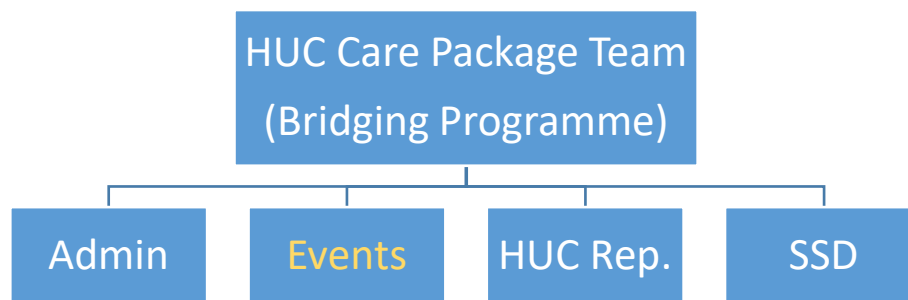 HUC Care Package Team
(Bridging Programme)
Admin
Events
HUC Rep.
SSD